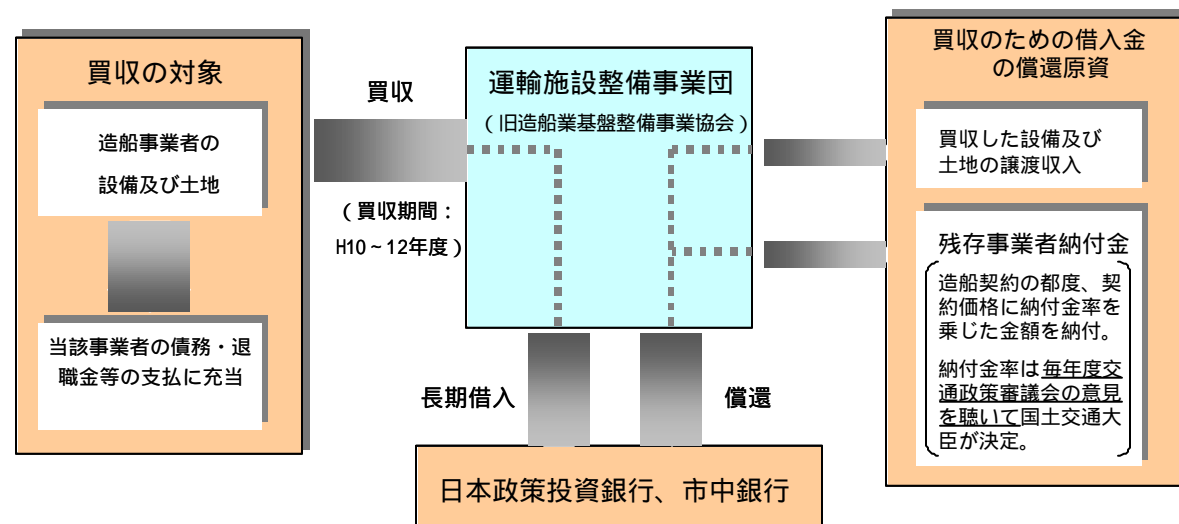 買収の対象
造船事業者の
設備及び土地
当該事業者の債務・退
職金等の支払に充当
買収
(買収期間:
H10~12年度)
運輸施設整備事業団
(旧造船業基盤整備事業協会)
長期借入
償還
日本政策投資銀行、市中銀行
買収のための借入金
の償還原資
買収した設備及び
土地の譲渡収入
残存事業者納付金
造船契約の都度、契
約価格に納付金率を
乗じた金額を納付。
納付金率は毎年度交
通政策審議会の意見
を聴いて国土交通大
臣が決定。